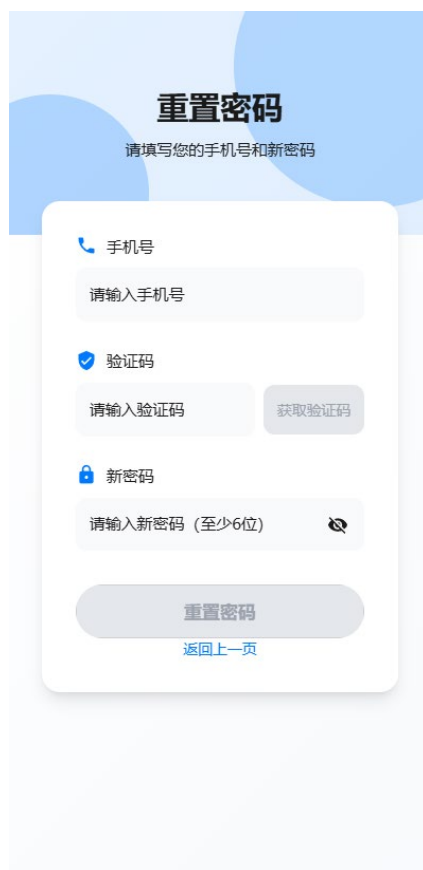 重置密码
请填写您的手机号和新密码
手机号
请输入手机号
验证码
请输入验证码
获取验证码
新密码
请输入新密码（至少6位）
重置密码
返回上一页